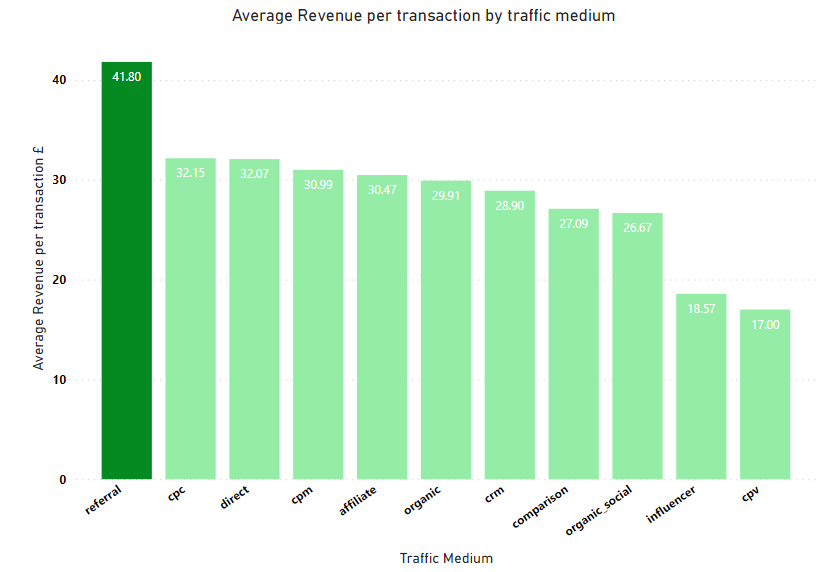 Average Revenue per transaction by traffic medium
Average Revenue per transaction £
40
30
20
10
0
41.80
32.15
32.07
30.99
30.47
29.91
28.90
27.09
26.67
18.57
17.00
referral
cpc
direct
cpm
affiliate
organic
crm
comparison
organic_social
influencer
cpv
Traffic Medium